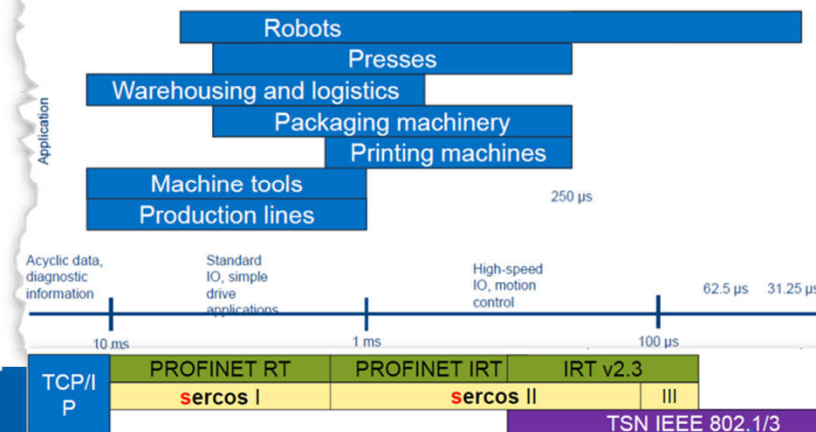 Robots
Presses
Warehousing and logistics
Packaging machinery
Printing machines
Machine tools
Production lines
Application
250 µs
Acyclic data,
diagnostic
information
Standard
IO, simple
drive
applications
High-speed
IO, motion
control
62.5 µs
31.25 µs
10 ms
1 ms
100 µs
TCP/I
P
PROFINET RT
PROFINET IRT
IRT v2.3
sercos I
sercos II
III
TSN IEEE 802.1/3